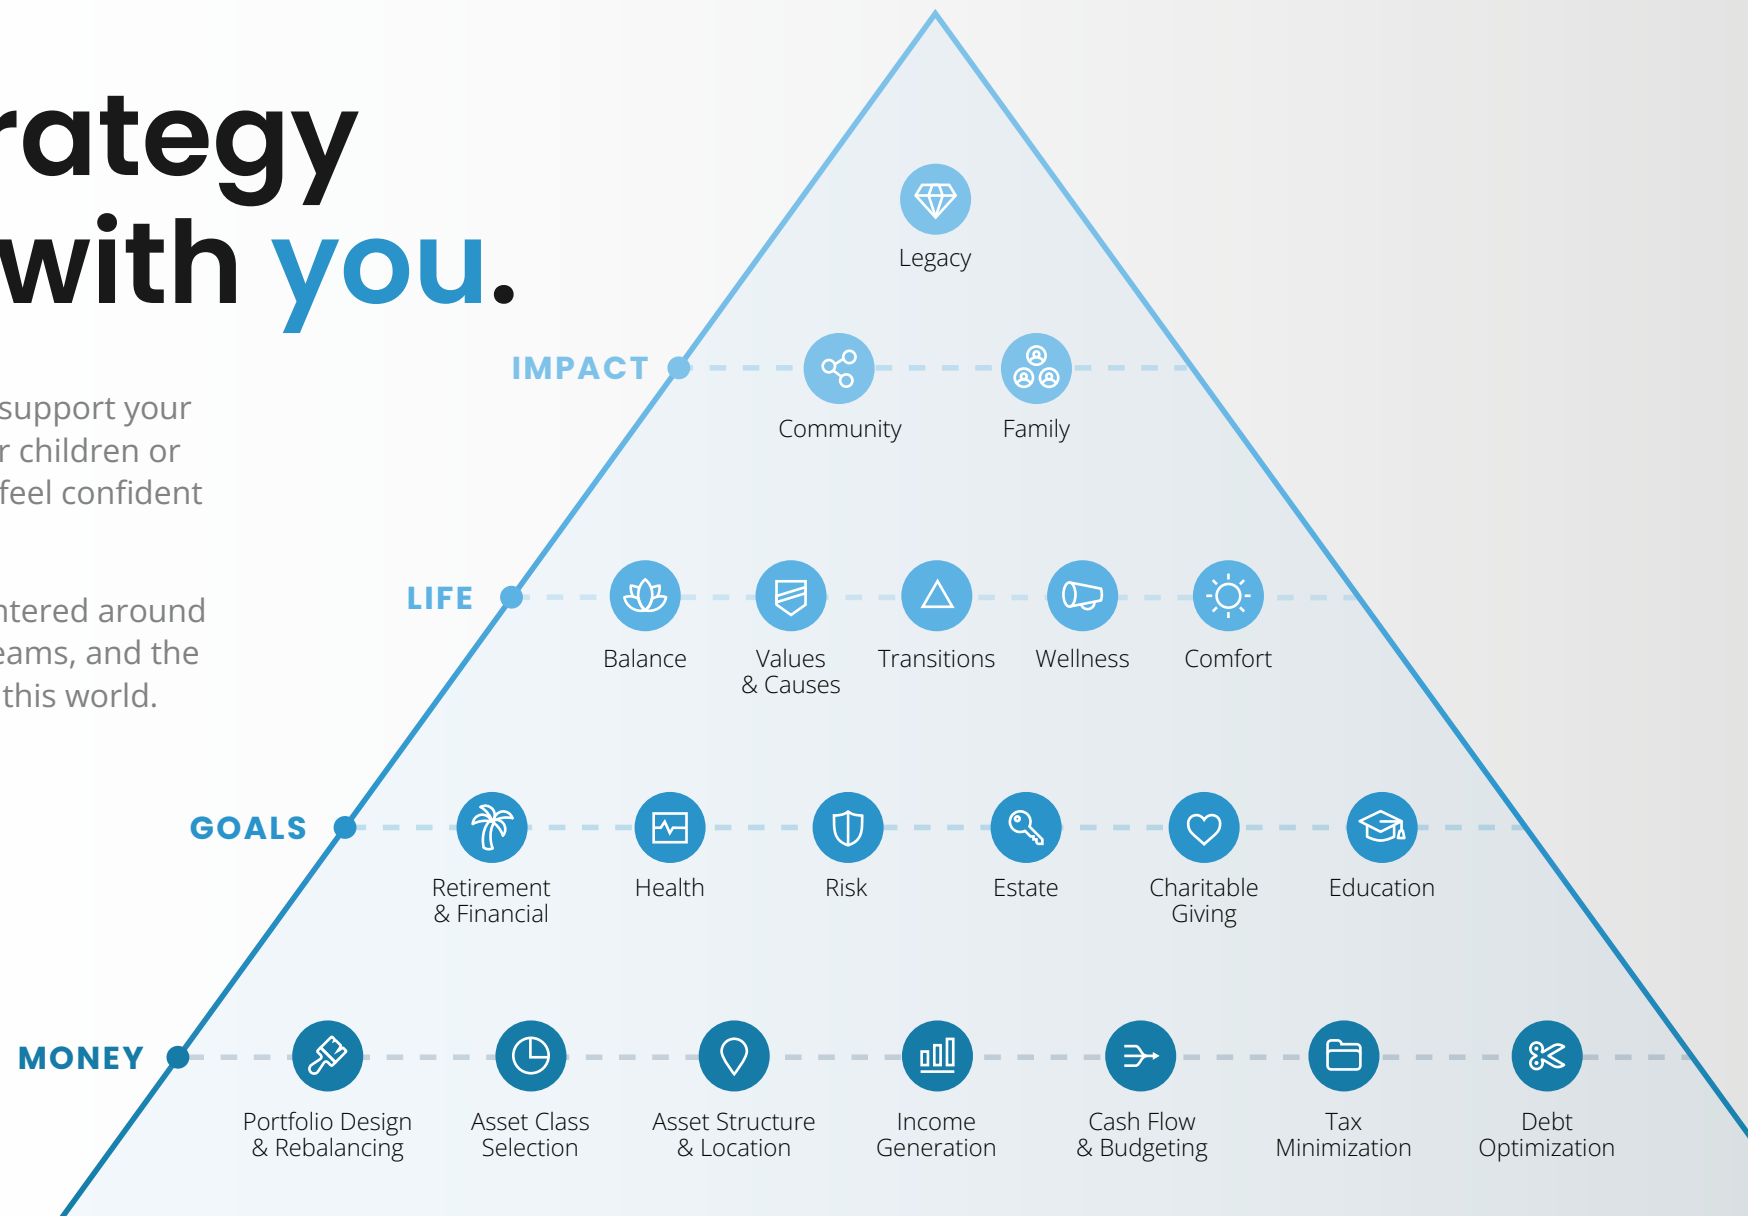 rategy
with you.
support your
r children or
feel confident
ntered around
eams, and the
this world.
Legacy
IMPACT
Community
Family
LIFE
Balance
Values
& Causes
Transitions
Wellness
Comfort
GOALS
Retirement
& Financial
Health
Risk
Estate
Charitable
Giving
Education
MONEY
Portfolio Design
& Rebalancing
Asset Class
Selection
Asset Structure
& Location
Income
Generation
Cash Flow
& Budgeting
Tax
Minimization
Debt
Optimization